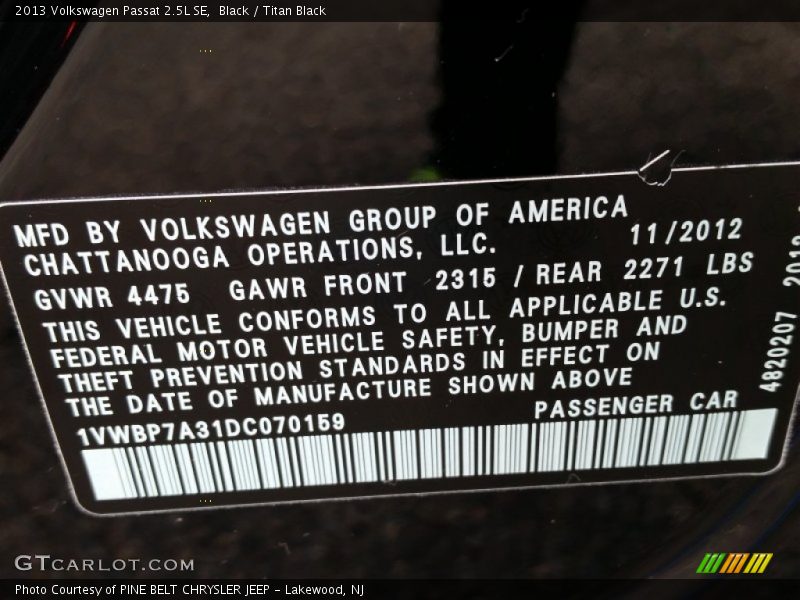 2013 Volkswagen Passat 2.5L SE,  Black / Titan Black
MFD BY VOLKSWAGEN GROUP OF AMERICA
CHATTANOOGA OPERATIONS, LLC. 11/2012
GVWR 4475 GAWR FRONT 2315 / REAR 2271 LBS
THIS VEHICLE CONFORMS TO ALL APPLICABLE U.S.
FEDERAL MOTOR VEHICLE SAFETY, BUMPER AND
THEFT PREVENTION STANDARDS IN EFFECT ON
THE DATE OF MANUFACTURE SHOWN ABOVE
1VWBP7A31DC070159 PASSENGER CAR
4820207
GTCARLOT.COM
Photo Courtesy of PINE BELT CHRYSLER JEEP - Lakewood, NJ